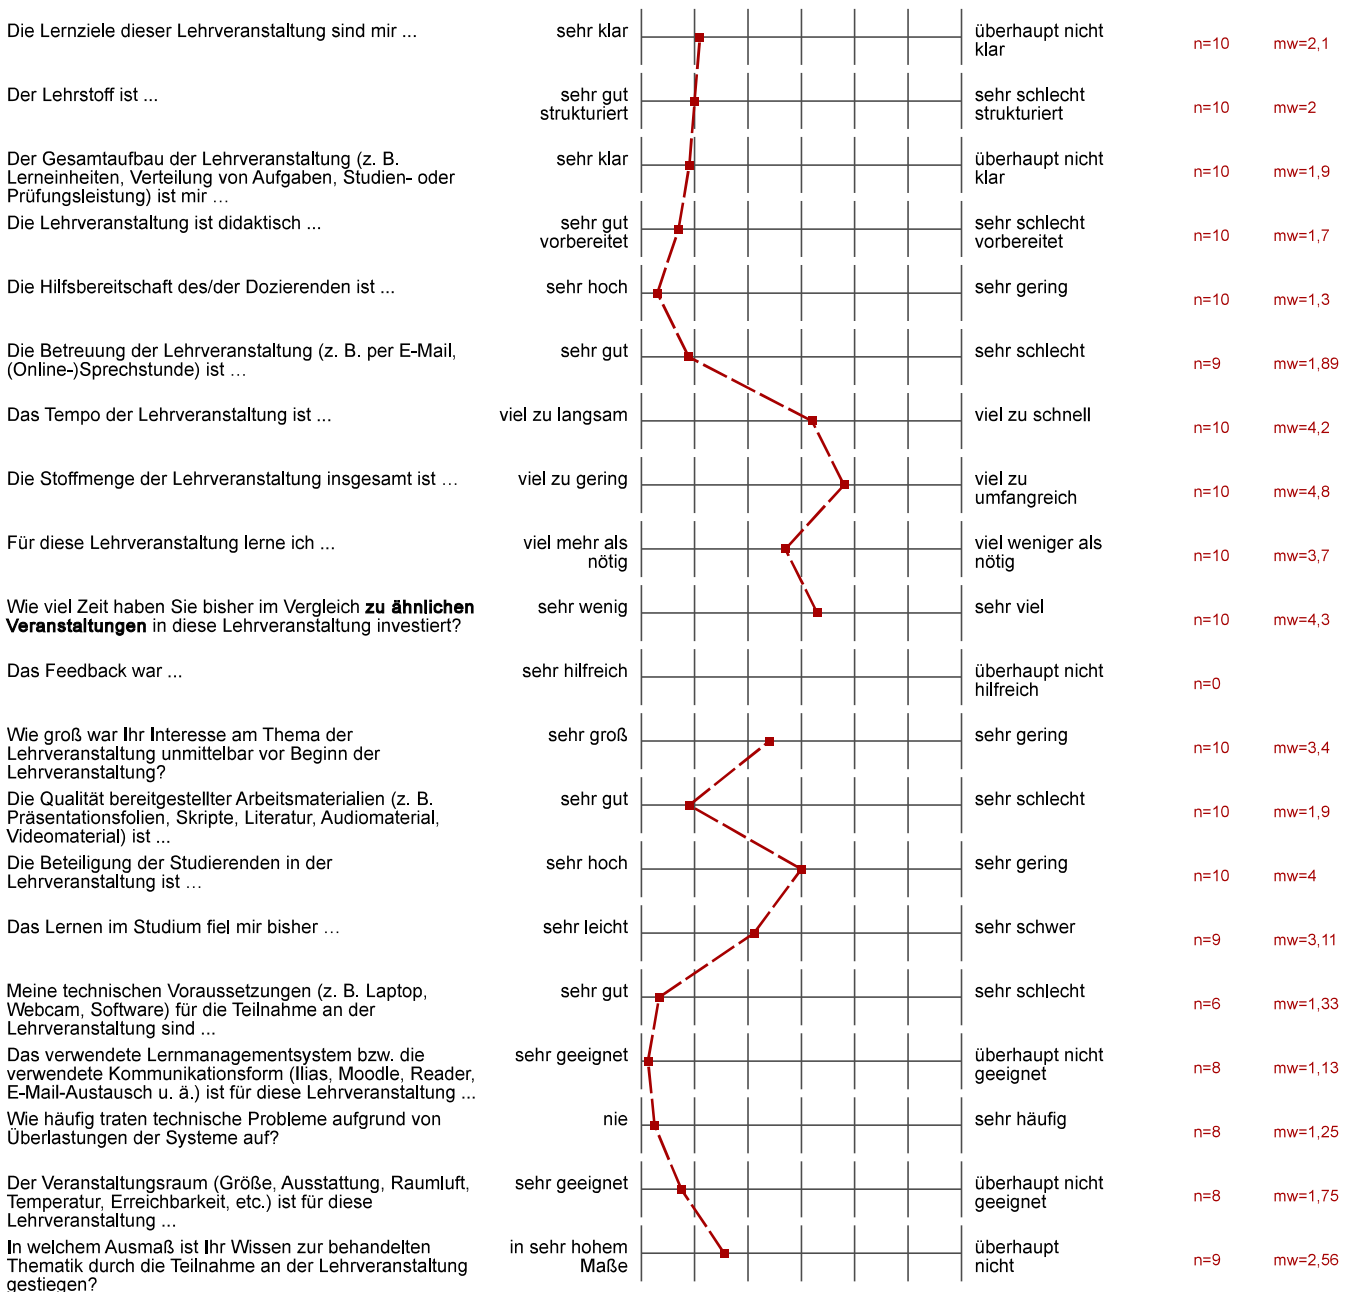 Die Lernziele dieser Lehrveranstaltung sind mir ... sehr klar überhaupt nicht klar n=10 mw=2,1
Der Lehrstoff ist ... sehr gut strukturiert sehr schlecht strukturiert n=10 mw=2
Der Gesamtaufbau der Lehrveranstaltung (z. B.
Lerneinheiten, Verteilung von Aufgaben, Studien- oder
Prüfungsleistung) ist mir … sehr klar überhaupt nicht klar n=10 mw=1,9
Die Lehrveranstaltung ist didaktisch ... sehr gut vorbereitet sehr schlecht vorbereitet n=10 mw=1,7
Die Hilfsbereitschaft des/der Dozierenden ist ... sehr hoch sehr gering n=10 mw=1,3
Die Betreuung der Lehrveranstaltung (z. B. per E-Mail,
(Online-)Sprechstunde) ist … sehr gut sehr schlecht n=9 mw=1,89
Das Tempo der Lehrveranstaltung ist ... viel zu langsam viel zu schnell n=10 mw=4,2
Die Stoffmenge der Lehrveranstaltung insgesamt ist … viel zu gering viel zu umfangreich n=10 mw=4,8
Für diese Lehrveranstaltung lerne ich ... viel mehr als nötig viel weniger als nötig n=10 mw=3,7
Wie viel Zeit haben Sie bisher im Vergleich zu ähnlichen
Veranstaltungen in diese Lehrveranstaltung investiert? sehr wenig sehr viel n=10 mw=4,3
Das Feedback war ... sehr hilfreich überhaupt nicht hilfreich n=0
Wie groß war Ihr Interesse am Thema der
Lehrveranstaltung unmittelbar vor Beginn der
Lehrveranstaltung? sehr groß sehr gering n=10 mw=3,4
Die Qualität bereitgestellter Arbeitsmaterialien (z. B.
Präsentationsfolien, Skripte, Literatur, Audiomaterial,
Videomaterial) ist ... sehr gut sehr schlecht n=10 mw=1,9
Die Beteiligung der Studierenden in der
Lehrveranstaltung ist … sehr hoch sehr gering n=10 mw=4
Das Lernen im Studium fiel mir bisher … sehr leicht sehr schwer n=9 mw=3,11
Meine technischen Voraussetzungen (z. B. Laptop,
Webcam, Software) für die Teilnahme an der
Lehrveranstaltung sind ... sehr gut sehr schlecht n=6 mw=1,33
Das verwendete Lernmanagementsystem bzw. die
verwendete Kommunikationsform (Ilias, Moodle, Reader,
E-Mail-Austausch u. ä.) ist für diese Lehrveranstaltung ... sehr geeignet überhaupt nicht geeignet n=8 mw=1,13
Wie häufig traten technische Probleme aufgrund von
Überlastungen der Systeme auf? nie sehr häufig n=8 mw=1,25
Der Veranstaltungsraum (Größe, Ausstattung, Raumluft,
Temperatur, Erreichbarkeit, etc.) ist für diese
Lehrveranstaltung ... sehr geeignet überhaupt nicht geeignet n=8 mw=1,75
In welchem Ausmaß ist Ihr Wissen zur behandelten
Thematik durch die Teilnahme an der Lehrveranstaltung
gestiegen? in sehr hohem Maße überhaupt nicht n=9 mw=2,56